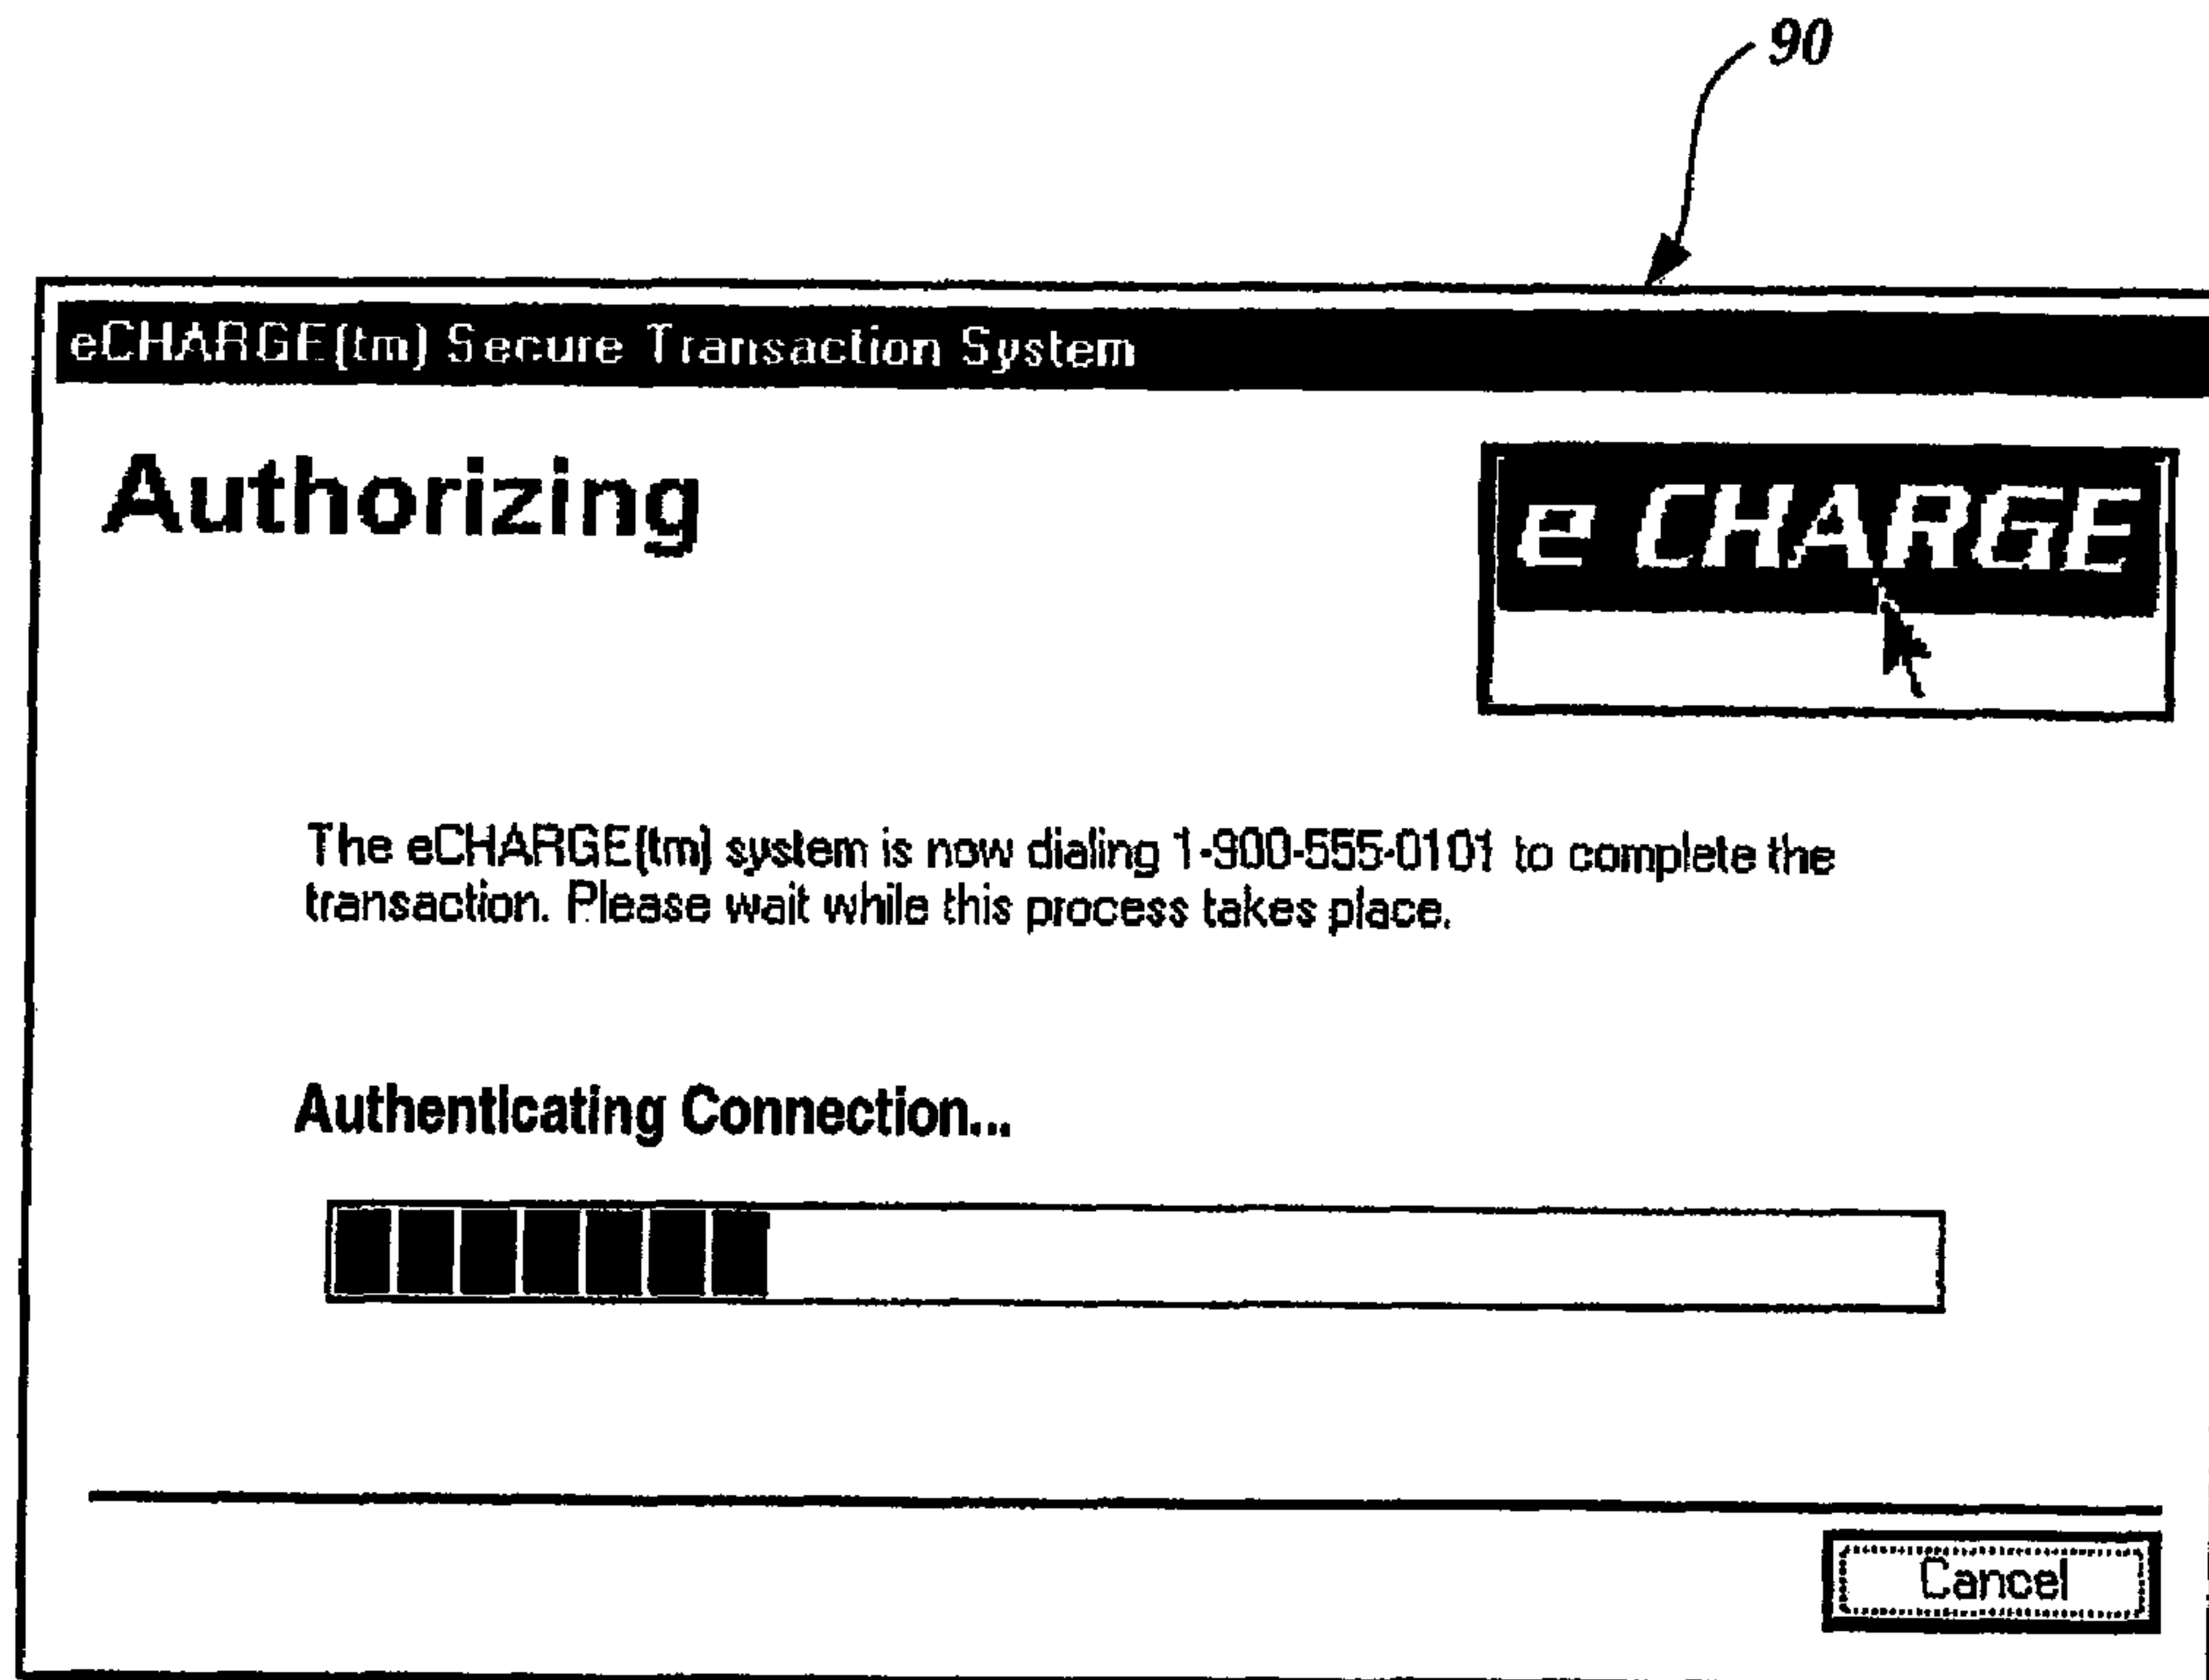 90
eCHARGE(tm) Secure Transaction System
Authorizing
e CHARGE
The eCHARGE(tm) system is now dialing 1-900-555-0101 to complete the
transaction. Please wait while this process takes place.
Authenticating Connection...
Cancel